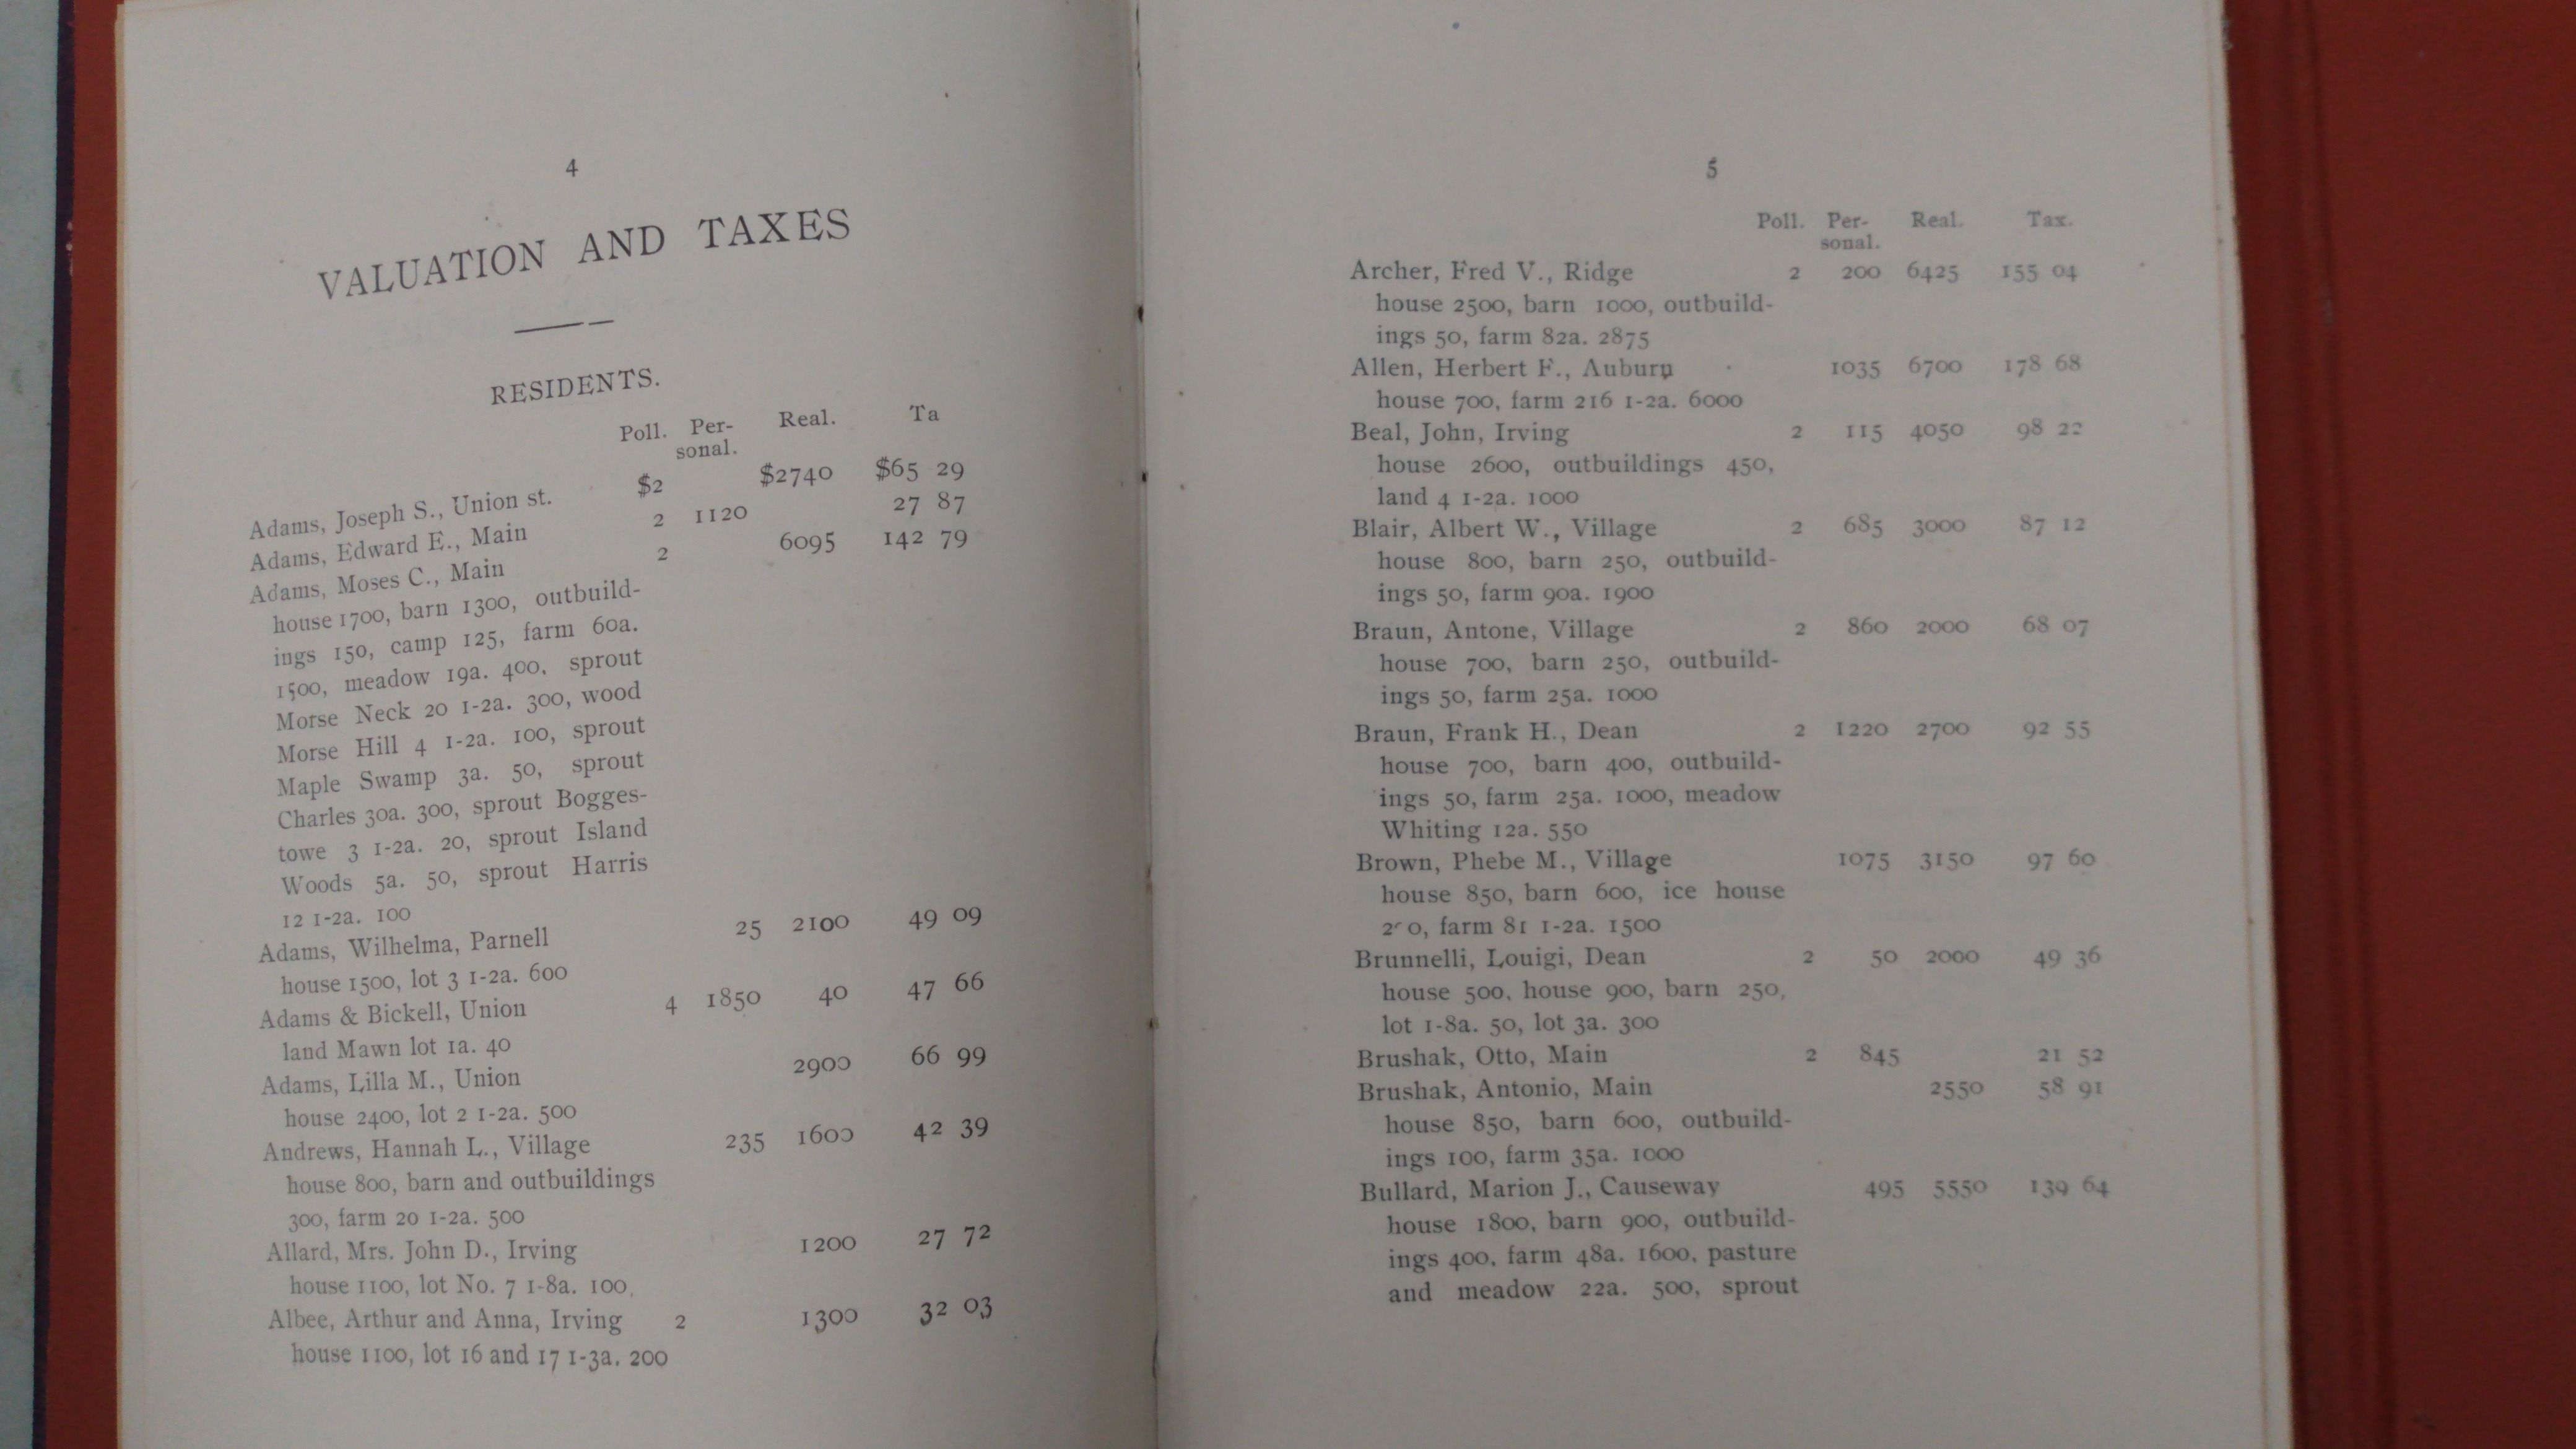 4
VALUATION AND TAXES
RESIDENTS.
Poll. Per- Real. Ta
sonal.
Adams, Joseph S., Union st. $2 $2740 $65 29
Adams, Edward E., Main 2 1120 27 87
Adams, Moses C., Main 2 6095 142 79
house 1700, barn 1300, outbuild-
ings 150, camp 125, farm 60a.
1500, meadow 19a. 400, sprout
Morse Neck 20 1-2a. 300, wood
Morse Hill 4 1-2a. 100, sprout
Maple Swamp 3a. 50, sprout
Charles 30a. 300, sprout Bogges-
towe 3 1-2a. 20, sprout Island
Woods 5a. 50, sprout Harris
12 1-2a. 100
Adams, Wilhelma, Parnell 25 2100 49 09
house 1500, lot 3 1-2a. 600
Adams & Bickell, Union 4 1850 40 47 66
land Mawn lot 1a. 40
Adams, Lilla M., Union 2900 66 99
house 2400, lot 2 1-2a. 500
Andrews, Hannah L., Village 235 1600 42 39
house 800, barn and outbuildings
300, farm 20 1-2a. 500
Allard, Mrs. John D., Irving 1200 27 72
house 1100, lot No. 7 1-8a. 100,
Albee, Arthur and Anna, Irving 2 1300 32 03
house 1100, lot 16 and 17 1-3a. 200
5
Poll. Per- Real. Tax.
sonal.
Archer, Fred V., Ridge 2 200 6425 155 04
house 2500, barn 1000, outbuild-
ings 50, farm 82a. 2875
Allen, Herbert F., Auburn 1035 6700 178 68
house 700, farm 216 1-2a. 6000
Beal, John, Irving 2 115 4050 98 22
house 2600, outbuildings 450,
land 4 1-2a. 1000
Blair, Albert W., Village 2 685 3000 87 12
house 800, barn 250, outbuild-
ings 50, farm 90a. 1900
Braun, Antone, Village 2 860 2000 68 07
house 700, barn 250, outbuild-
ings 50, farm 25a. 1000
Braun, Frank H., Dean 2 1220 2700 92 55
house 700, barn 400, outbuild-
ings 50, farm 25a. 1000, meadow
Whiting 12a. 550
Brown, Phebe M., Village 1075 3150 97 60
house 850, barn 600, ice house
farm 81 1-2a. 1500
Brunnelli, Louigi, Dean 2 50 2000 49 36
house 500, house 900, barn 250,
lot 1-8a. 50, lot 3a. 300
Brushak, Otto, Main 2 845 21 52
Brushak, Antonio, Main 2550 58 91
house 850, barn 600, outbuild-
ings 100, farm 35a. 1000
Bullard, Marion J., Causeway 495 5550 139 64
house 1800, barn 900, outbuild-
ings 400, farm 48a. 1600, pasture
and meadow 22a. 500, sprout